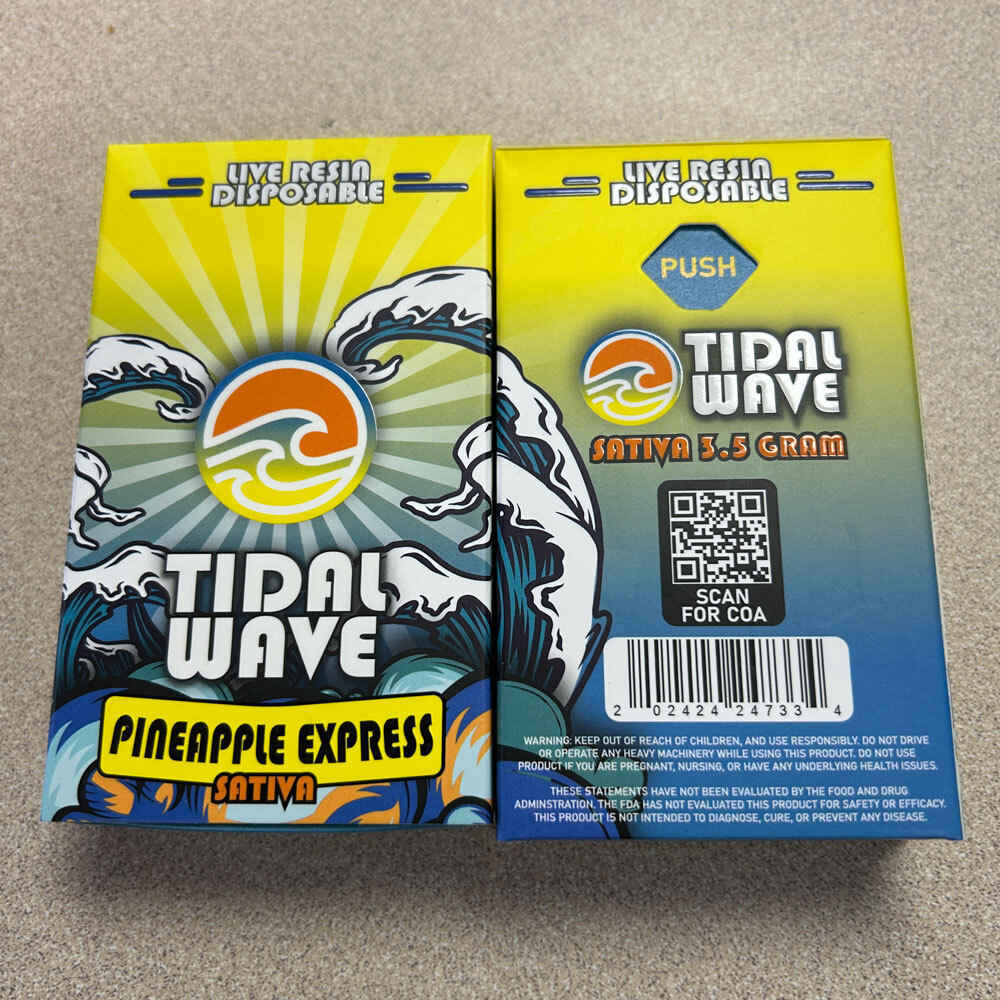 LIVE RESIN
DISPOSABLE
TIDAL
WAVE
PINEAPPLE EXPRESS
SATIVA
LIVE RESIN
DISPOSABLE
PUSH
TIDAL
WAVE
SATIVA 3.5 GRAM
SCAN
FOR COA
2 02424 24733 4
WARNING: KEEP OUT OF REACH OF CHILDREN, AND USE RESPONSIBLY. DO NOT DRIVE
OR OPERATE ANY HEAVY MACHINERY WHILE USING THIS PRODUCT. DO NOT USE
PRODUCT IF YOU ARE PREGNANT, NURSING, OR HAVE ANY UNDERLYING HEALTH ISSUES.
THESE STATEMENTS HAVE NOT BEEN EVALUATED BY THE FOOD AND DRUG
ADMINSTRATION. THE FDA HAS NOT EVALUATED THIS PRODUCT FOR SAFETY OR EFFICACY.
THIS PRODUCT IS NOT INTENDED TO DIAGNOSE, CURE, OR PREVENT ANY DISEASE.